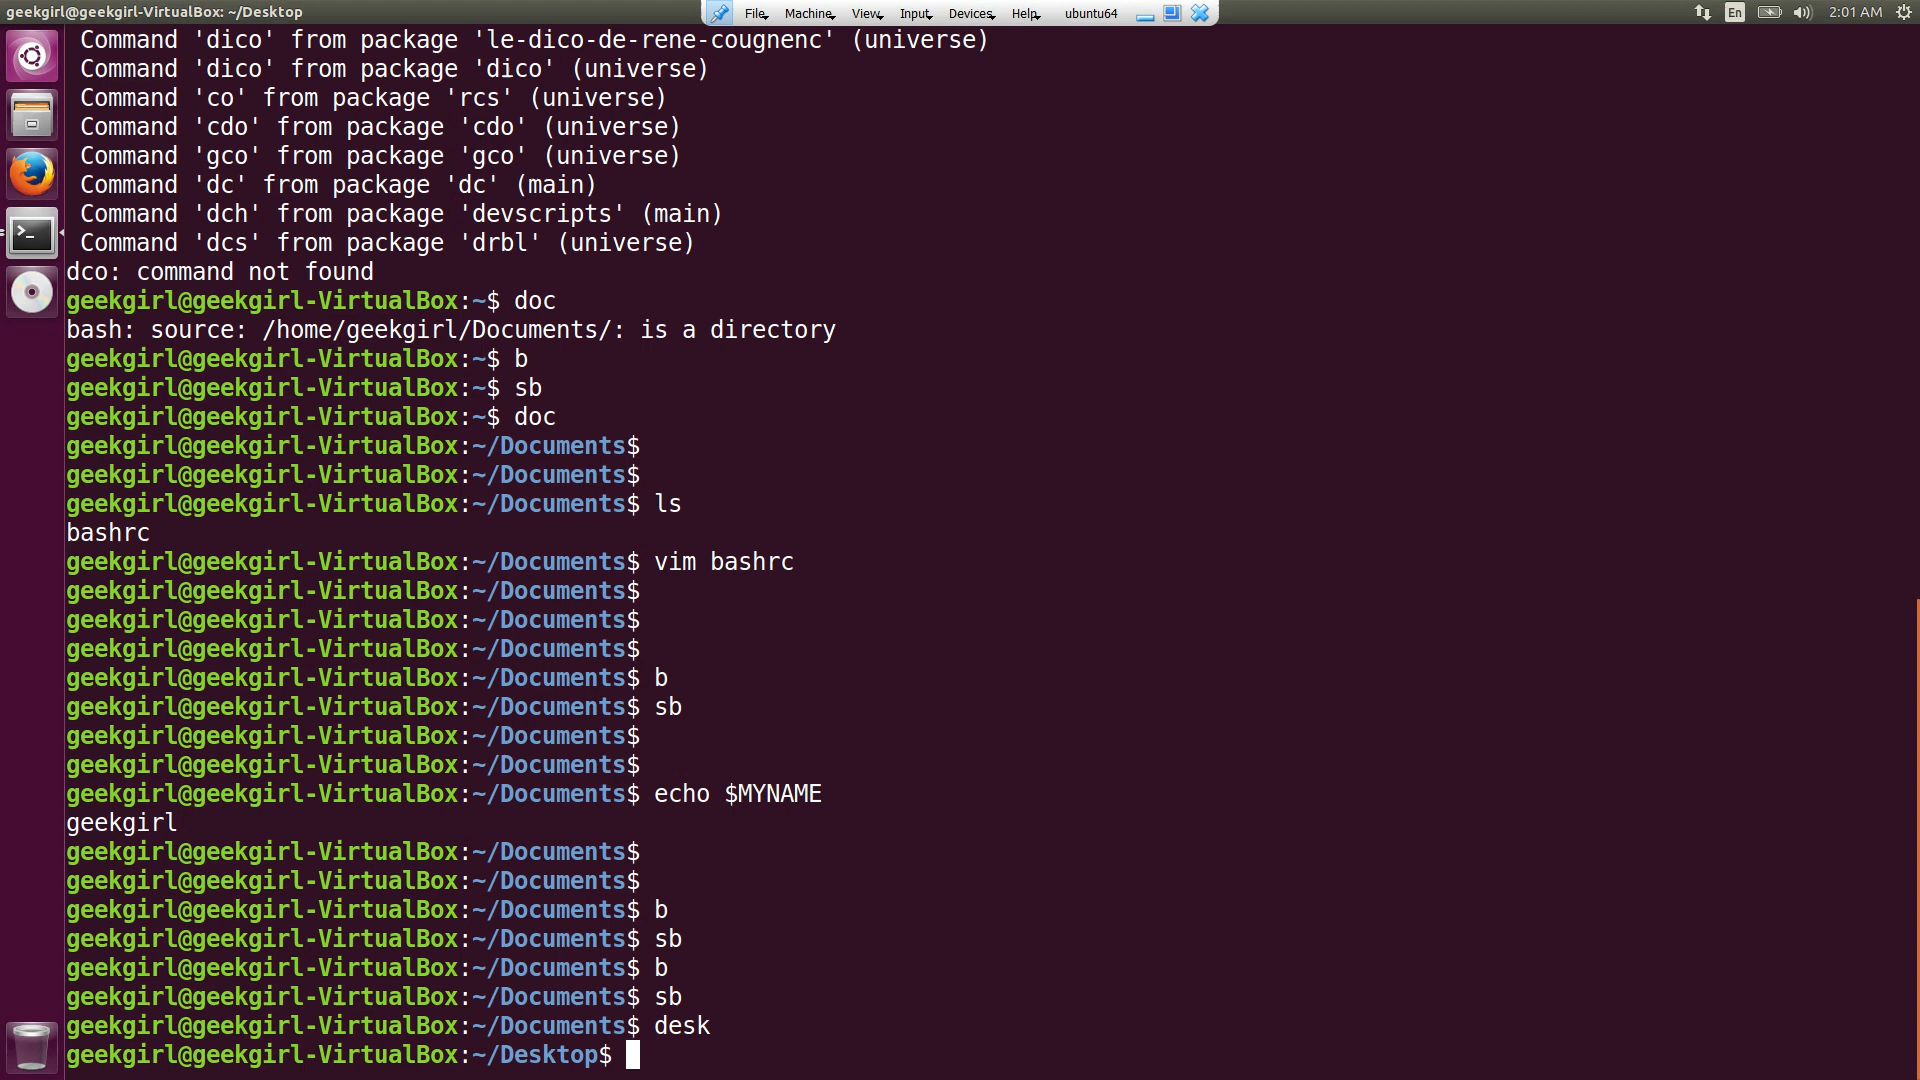 geekgirl@geekgirl-VirtualBox: ~/Desktop
File Machine View Input Devices Help ubuntu64
En 2:01 AM
Command 'dico' from package 'le-dico-de-rene-cougnenc' (universe)
Command 'dico' from package 'dico' (universe)
Command 'co' from package 'rcs' (universe)
Command 'cdo' from package 'cdo' (universe)
Command 'gco' from package 'gco' (universe)
Command 'dc' from package 'dc' (main)
Command 'dch' from package 'devscripts' (main)
Command 'dcs' from package 'drbl' (universe)
dco: command not found
geekgirl@geekgirl-VirtualBox:~$ doc
bash: source: /home/geekgirl/Documents/: is a directory
geekgirl@geekgirl-VirtualBox:~$ b
geekgirl@geekgirl-VirtualBox:~$ sb
geekgirl@geekgirl-VirtualBox:~$ doc
geekgirl@geekgirl-VirtualBox:~/Documents$
geekgirl@geekgirl-VirtualBox:~/Documents$
geekgirl@geekgirl-VirtualBox:~/Documents$ ls
bashrc
geekgirl@geekgirl-VirtualBox:~/Documents$ vim bashrc
geekgirl@geekgirl-VirtualBox:~/Documents$
geekgirl@geekgirl-VirtualBox:~/Documents$
geekgirl@geekgirl-VirtualBox:~/Documents$
geekgirl@geekgirl-VirtualBox:~/Documents$ b
geekgirl@geekgirl-VirtualBox:~/Documents$ sb
geekgirl@geekgirl-VirtualBox:~/Documents$
geekgirl@geekgirl-VirtualBox:~/Documents$
geekgirl@geekgirl-VirtualBox:~/Documents$ echo $MYNAME
geekgirl
geekgirl@geekgirl-VirtualBox:~/Documents$
geekgirl@geekgirl-VirtualBox:~/Documents$
geekgirl@geekgirl-VirtualBox:~/Documents$ b
geekgirl@geekgirl-VirtualBox:~/Documents$ sb
geekgirl@geekgirl-VirtualBox:~/Documents$ b
geekgirl@geekgirl-VirtualBox:~/Documents$ sb
geekgirl@geekgirl-VirtualBox:~/Documents$ desk
geekgirl@geekgirl-VirtualBox:~/Desktop$